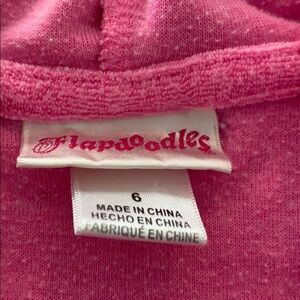 Flapdoodles
6
MADE IN CHINA
HECHO EN CHINA
FABRIQUÉ EN CHINE